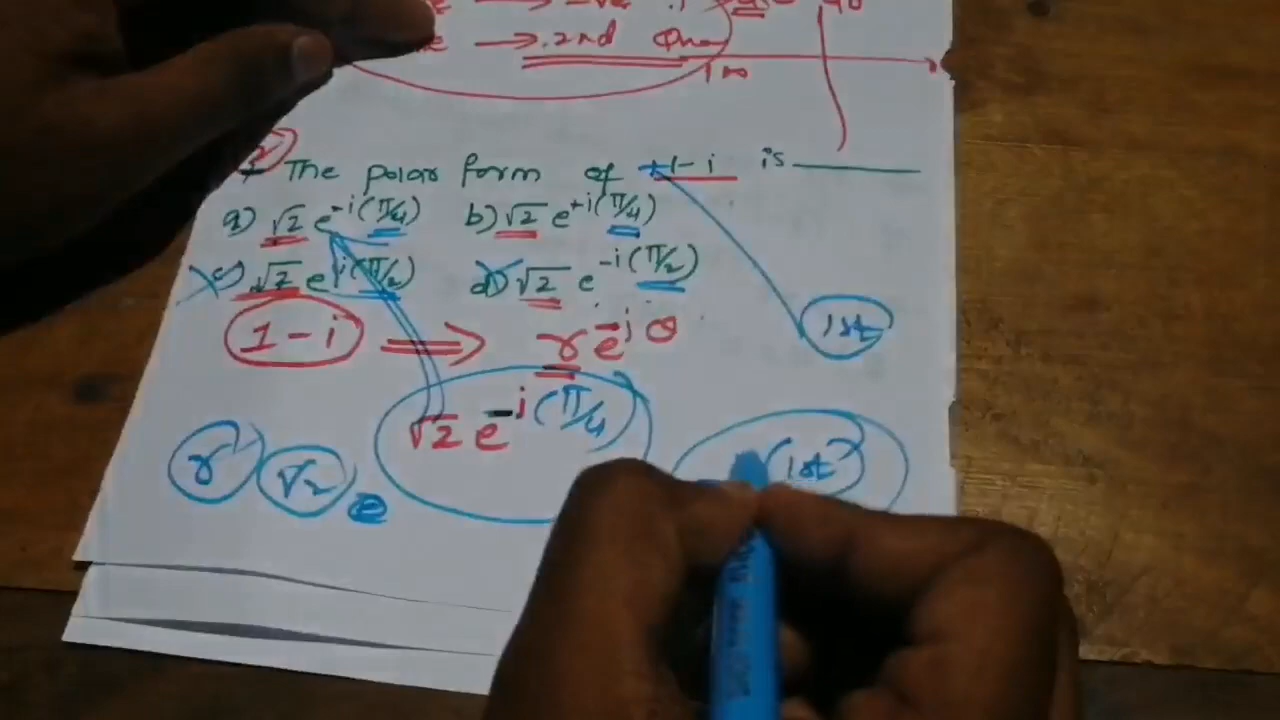 → 2nd
The polar form of +1-i is ______
a) √2 e^-i(π/4) b) √2 e^+i(π/4)
c) √2 e^i(π/2) d) √2 e^-i(π/2)
1-i ⇒ re^-iθ
1st
√2 e^-i(π/4)
r √2 e
1st